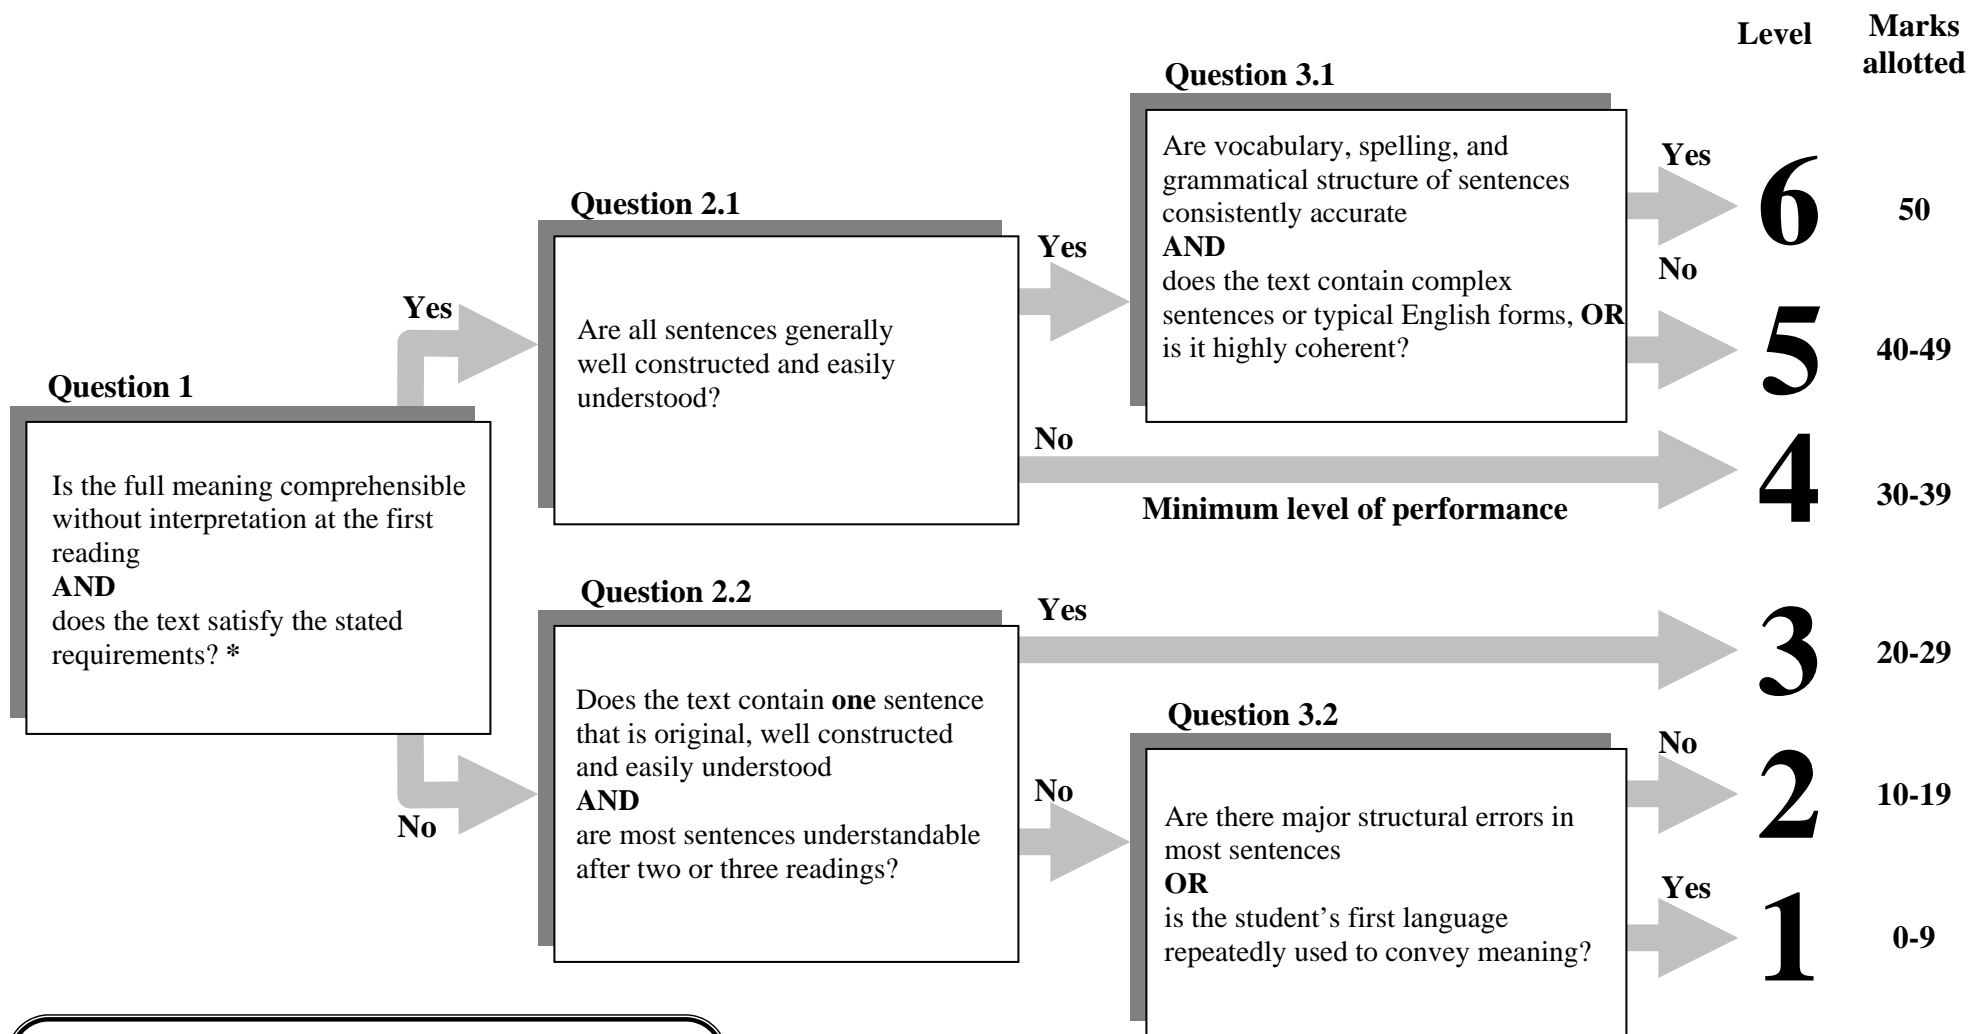 Level
Marks
allotted
Question 3.1
Are vocabulary, spelling, and
grammatical structure of sentences
consistently accurate
AND
does the text contain complex
sentences or typical English forms, OR
is it highly coherent?
Yes
6
50
No
5
40-49
Question 2.1
Are all sentences generally
well constructed and easily
understood?
Yes
No
Minimum level of performance
4
30-39
Yes
Question 1
Is the full meaning comprehensible
without interpretation at the first
reading
AND
does the text satisfy the stated
requirements? *
No
Question 2.2
Does the text contain one sentence
that is original, well constructed
and easily understood
AND
are most sentences understandable
after two or three readings?
Yes
3
20-29
No
Question 3.2
Are there major structural errors in
most sentences
OR
is the student’s first language
repeatedly used to convey meaning?
No
2
10-19
Yes
1
0-9